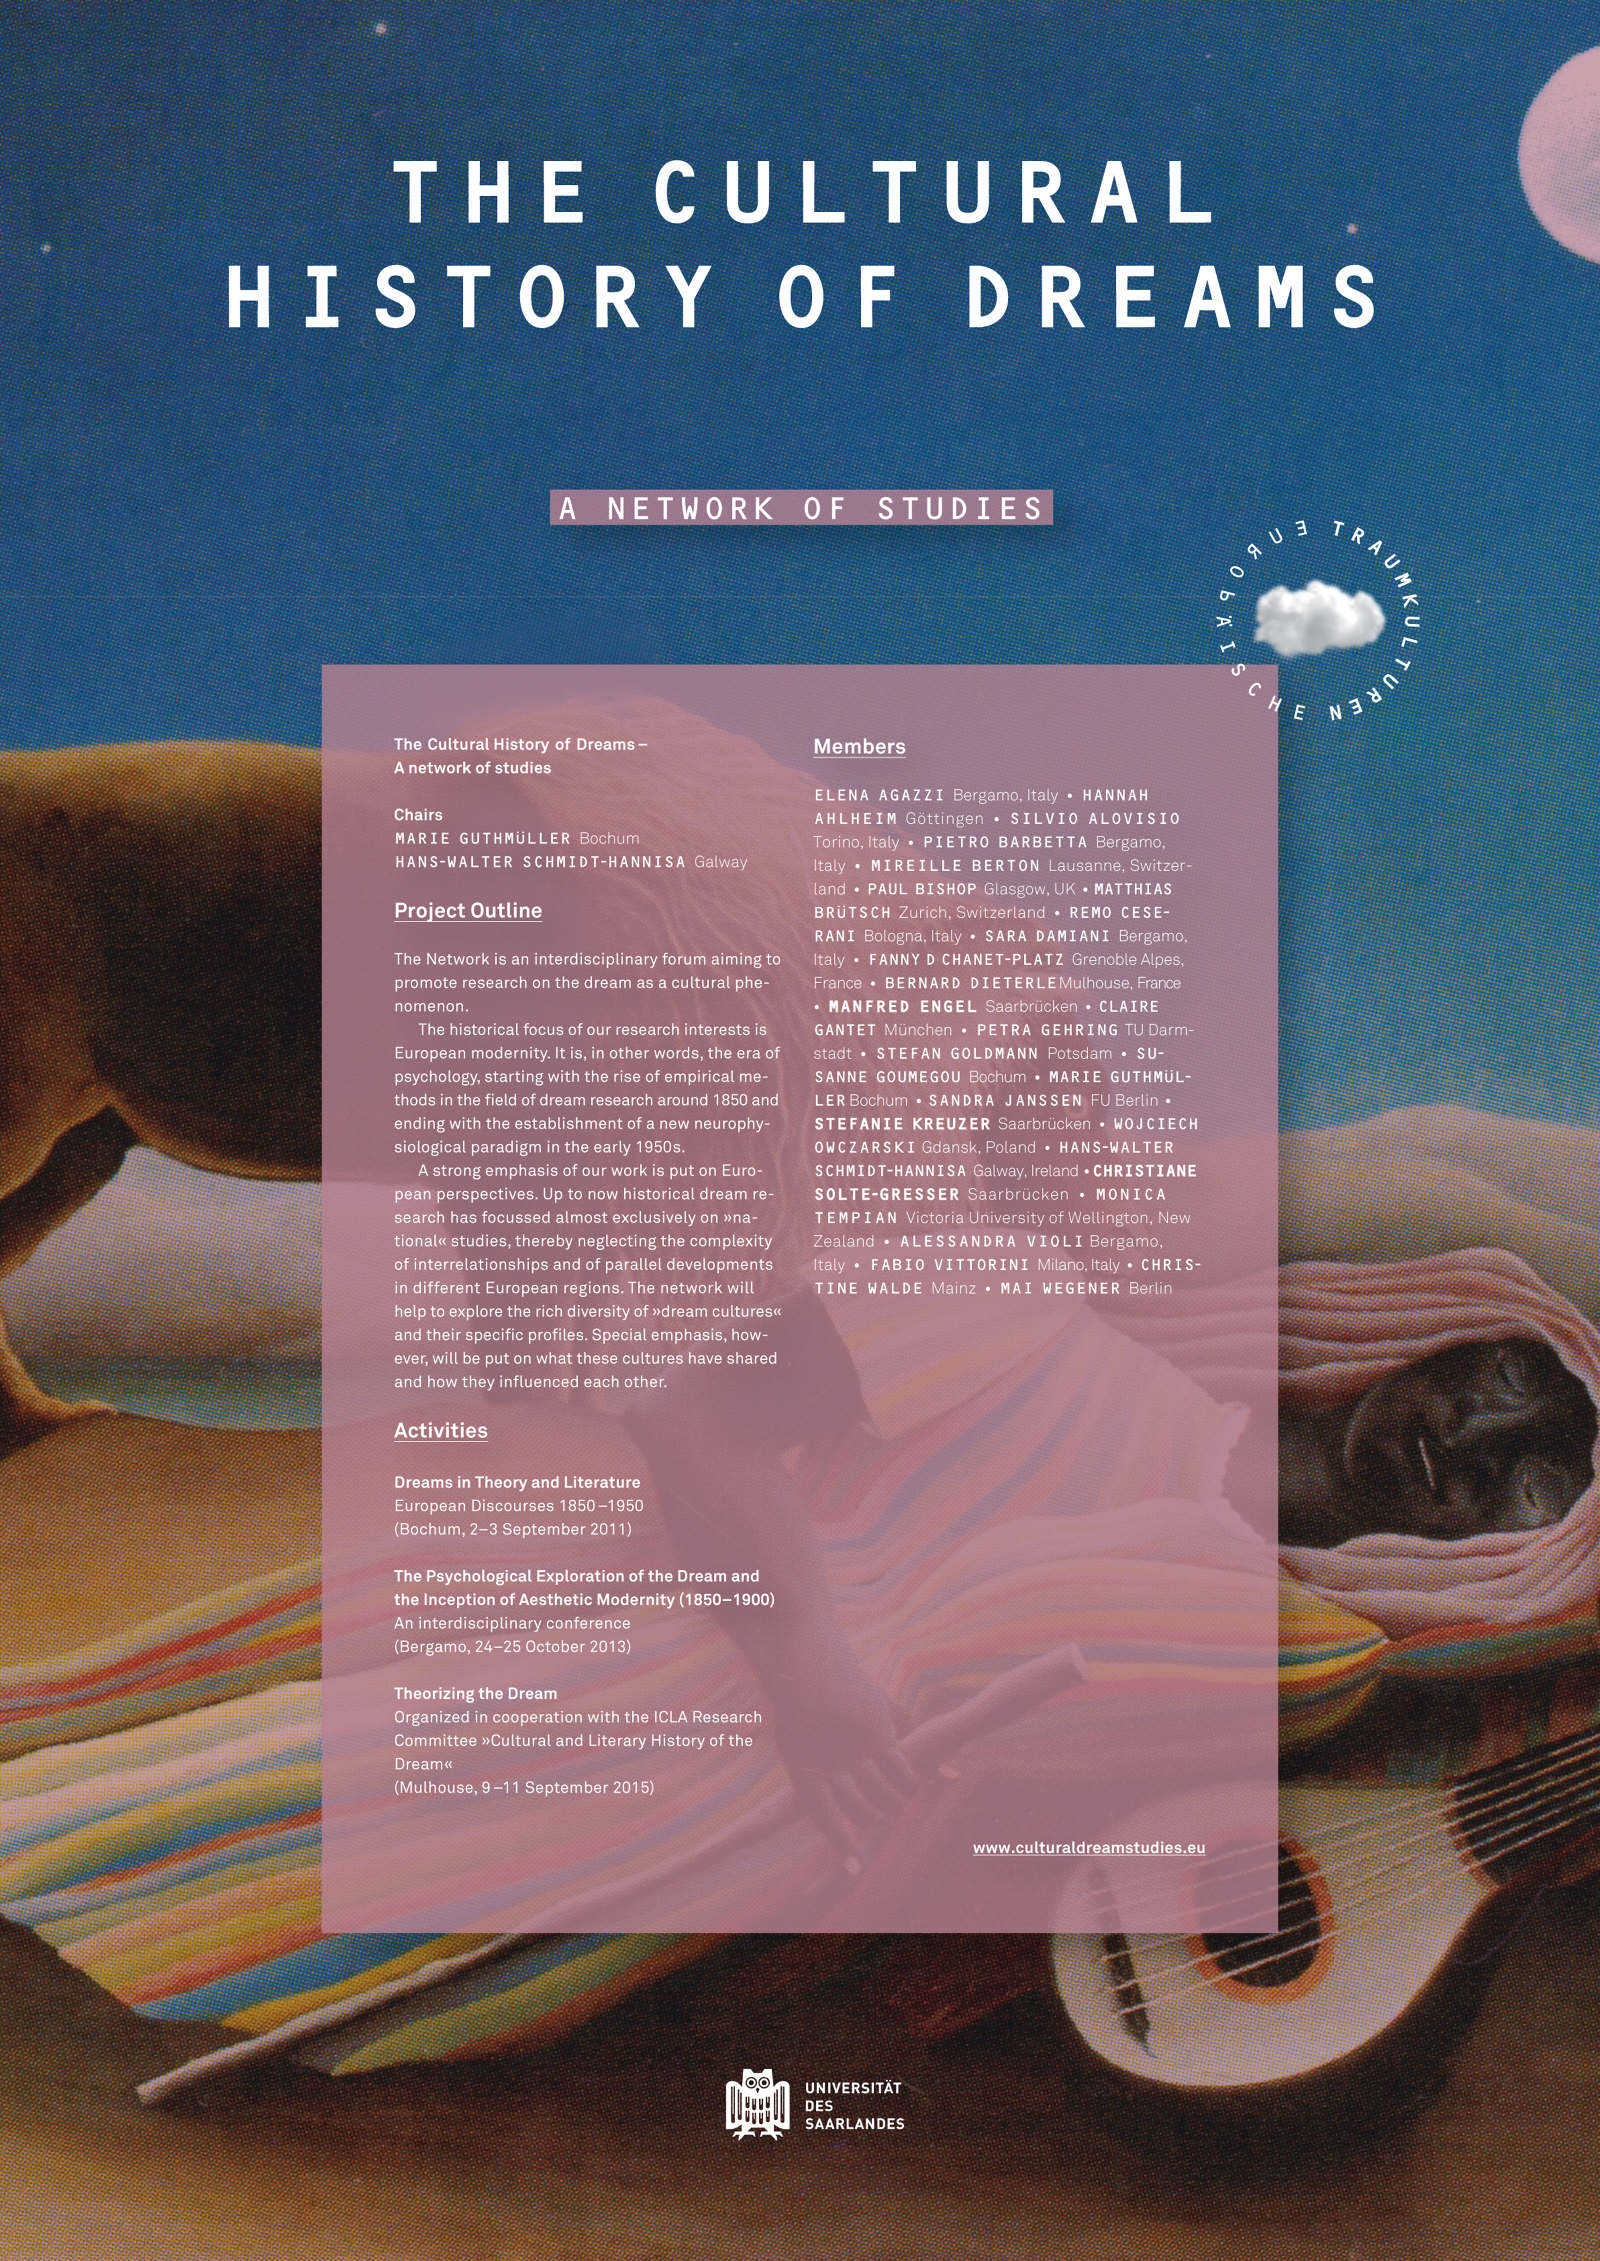 THE CULTURAL
HISTORY OF DREAMS
A NETWORK OF STUDIES
EUROPÄISCHE TRAUMKULTUREN
The Cultural History of Dreams –
A network of studies
Chairs
MARIE GUTHMÜLLER Bochum
HANS-WALTER SCHMIDT-HANNISA Galway
Project Outline
The Network is an interdisciplinary forum aiming to
promote research on the dream as a cultural phe-
nomenon.
The historical focus of our research interests is
European modernity. It is, in other words, the era of
psychology, starting with the rise of empirical me-
thods in the field of dream research around 1850 and
ending with the establishment of a new neurophy-
siological paradigm in the early 1950s.
A strong emphasis of our work is put on Euro-
pean perspectives. Up to now historical dream re-
search has focussed almost exclusively on »na-
tional« studies, thereby neglecting the complexity
of interrelationships and of parallel developments
in different European regions. The network will
help to explore the rich diversity of »dream cultures«
and their specific profiles. Special emphasis, how-
ever, will be put on what these cultures have shared
and how they influenced each other.
Activities
Dreams in Theory and Literature
European Discourses 1850–1950
(Bochum, 2–3 September 2011)
The Psychological Exploration of the Dream and
the Inception of Aesthetic Modernity (1850–1900)
An interdisciplinary conference
(Bergamo, 24–25 October 2013)
Theorizing the Dream
Organized in cooperation with the ICLA Research
Committee »Cultural and Literary History of the
Dream«
(Mulhouse, 9–11 September 2015)
Members
ELENA AGAZZI Bergamo, Italy • HANNAH
AHLHEIM Göttingen • SILVIO ALOVISIO
Torino, Italy • PIETRO BARBETTA Bergamo,
Italy • MIREILLE BERTON Lausanne, Switzer-
land • PAUL BISHOP Glasgow, UK • MATTHIAS
BRÜTSCH Zurich, Switzerland • REMO CESE-
RANI Bologna, Italy • SARA DAMIANI Bergamo,
Italy • FANNY D CHANET-PLATZ Grenoble Alpes,
France • BERNARD DIETERLE Mulhouse, France
• MANFRED ENGEL Saarbrücken • CLAIRE
GANTET München • PETRA GEHRING TU Darm-
stadt • STEFAN GOLDMANN Potsdam • SU-
SANNE GOUMEGOU Bochum • MARIE GUTHMÜL-
LER Bochum • SANDRA JANSSEN FU Berlin •
STEFANIE KREUZER Saarbrücken • WOJCIECH
OWCZARSKI Gdansk, Poland • HANS-WALTER
SCHMIDT-HANNISA Galway, Ireland • CHRISTIANE
SOLTE-GRESSER Saarbrücken • MONICA
TEMPIAN Victoria University of Wellington, New
Zealand • ALESSANDRA VIOLI Bergamo,
Italy • FABIO VITTORINI Milano, Italy • CHRIS-
TINE WALDE Mainz • MAI WEGENER Berlin
www.culturaldreamstudies.eu
UNIVERSITÄT
DES
SAARLANDES